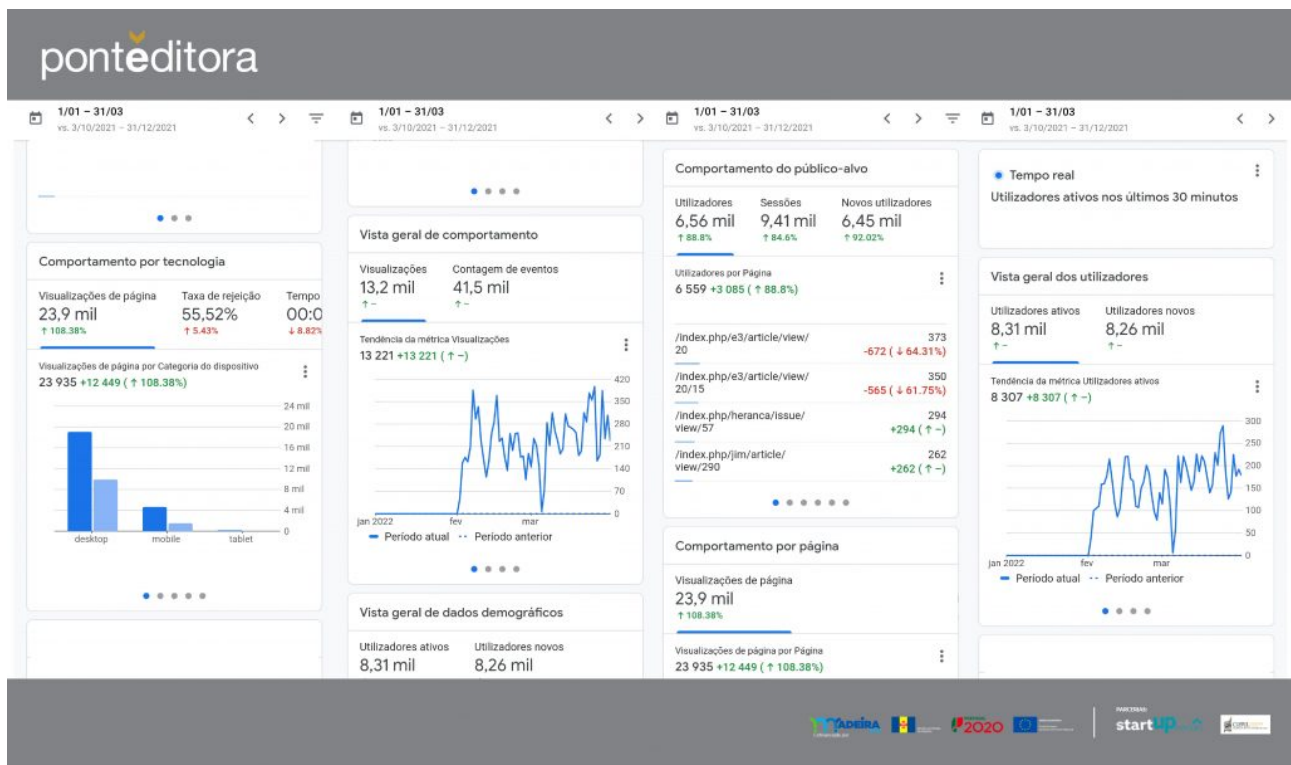 pontèditora
1/01 – 31/03
vs. 3/10/2021 – 31/12/2021
Comportamento por tecnologia
Visualizações de página Taxa de rejeição Tempo
23,9 mil 55,52% 00:0
↑ 108.38% ↑ 5.43% ↓ 8.82%
Visualizações de página por Categoria do dispositivo
23 935 +12 449 ( ↑ 108.38%)
24 mil
20 mil
16 mil
12 mil
8 mil
4 mil
0
desktop mobile tablet
1/01 – 31/03
vs. 3/10/2021 – 31/12/2021
Vista geral de comportamento
Visualizações Contagem de eventos
13,2 mil 41,5 mil
↑ – ↑ –
Tendência da métrica Visualizações
13 221 +13 221 ( ↑ –)
420
350
280
210
140
70
0
jan 2022 fev mar
Período atual Período anterior
Vista geral de dados demográficos
Utilizadores ativos Utilizadores novos
8,31 mil 8,26 mil
1/01 – 31/03
vs. 3/10/2021 – 31/12/2021
Comportamento do público-alvo
Utilizadores Sessões Novos utilizadores
6,56 mil 9,41 mil 6,45 mil
↑ 88.8% ↑ 84.6% ↑ 92.02%
Utilizadores por Página
6 559 +3 085 ( ↑ 88.8%)
/index.php/e3/article/view/ 373
20 -672 ( ↓ 64.31%)
/index.php/e3/article/view/ 350
20/15 -565 ( ↓ 61.75%)
/index.php/heranca/issue/ 294
view/57 +294 ( ↑ –)
/index.php/jim/article/ 262
view/290 +262 ( ↑ –)
Comportamento por página
Visualizações de página
23,9 mil
↑ 108.38%
Visualizações de página por Página
23 935 +12 449 ( ↑ 108.38%)
1/01 – 31/03
vs. 3/10/2021 – 31/12/2021
Tempo real
Utilizadores ativos nos últimos 30 minutos
Vista geral dos utilizadores
Utilizadores ativos Utilizadores novos
8,31 mil 8,26 mil
↑ – ↑ –
Tendência da métrica Utilizadores ativos
8 307 +8 307 ( ↑ –)
300
250
200
150
100
50
0
jan 2022 fev mar
Período atual Período anterior
MADEIRA
2020
PARCERIAS:
startup